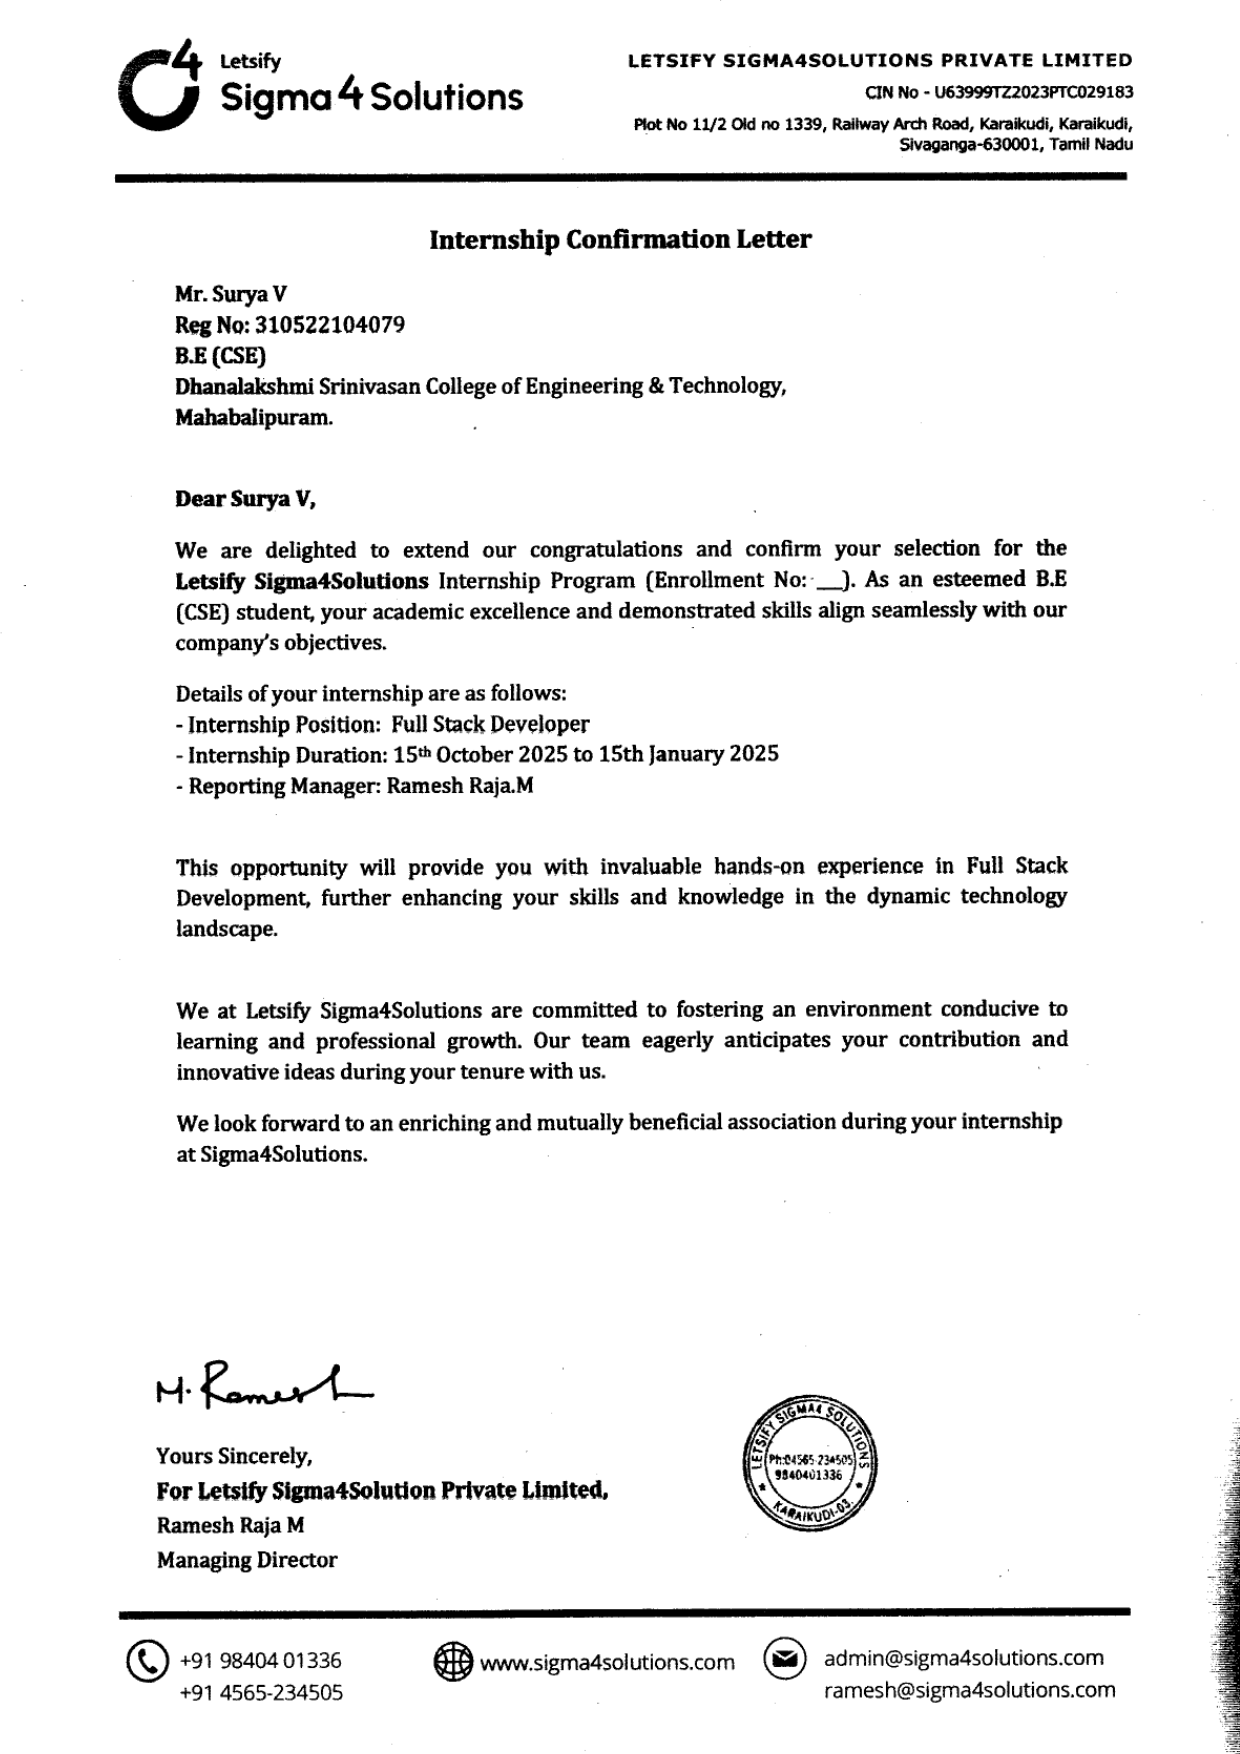 Letsify
Sigma4Solutions
LETSIFY SIGMA4SOLUTIONS PRIVATE LIMITED
CIN No - U63999TZ2023PTC029183
Plot No 11/2 Old no 1339, Railway Arch Road, Karaikudi, Karaikudi,
Sivaganga-630001, Tamil Nadu
Internship Confirmation Letter
Mr. Surya V
Reg No: 310522104079
B.E (CSE)
Dhanalakshmi Srinivasan College of Engineering & Technology,
Mahabalipuram.
Dear Surya V,
We are delighted to extend our congratulations and confirm your selection for the
Letsify Sigma4Solutions Internship Program (Enrollment No: __). As an esteemed B.E
(CSE) student, your academic excellence and demonstrated skills align seamlessly with our
company's objectives.
Details of your internship are as follows:
- Internship Position: Full Stack Developer
- Internship Duration: 15th October 2025 to 15th January 2025
- Reporting Manager: Ramesh Raja.M
This opportunity will provide you with invaluable hands-on experience in Full Stack
Development, further enhancing your skills and knowledge in the dynamic technology
landscape.
We at Letsify Sigma4Solutions are committed to fostering an environment conducive to
learning and professional growth. Our team eagerly anticipates your contribution and
innovative ideas during your tenure with us.
We look forward to an enriching and mutually beneficial association during your internship
at Sigma4Solutions.
M. Ramesh
Yours Sincerely,
For Letsify Sigma4Solution Private Limited,
Ramesh Raja M
Managing Director
LETSIFY SIGMA4 SOLUTIONS
Ph:04565-234505
9840401336
* KARAIKUDI-03. *
+91 98404 01336
+91 4565-234505
www.sigma4solutions.com
admin@sigma4solutions.com
ramesh@sigma4solutions.com